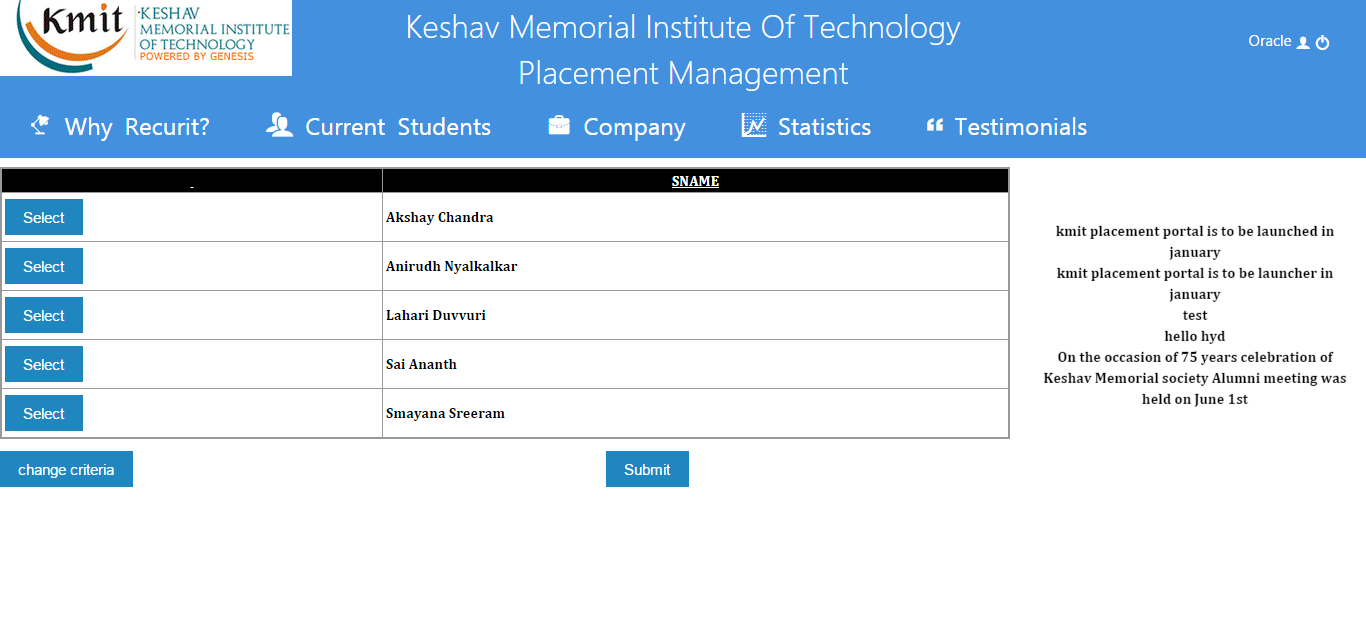 Kmit
KESHAV
MEMORIAL INSTITUTE
OF TECHNOLOGY
POWERED BY GENESIS
Keshav Memorial Institute Of Technology
Placement Management
Oracle
Why Recurit?
Current Students
Company
Statistics
Testimonials
SNAME
Select
Akshay Chandra
Select
Anirudh Nyalkalkar
Select
Lahari Duvvuri
Select
Sai Ananth
Select
Smayana Sreeram
change criteria
Submit
kmit placement portal is to be launched in
january
kmit placement portal is to be launcher in
january
test
hello hyd
On the occasion of 75 years celebration of
Keshav Memorial society Alumni meeting was
held on June 1st